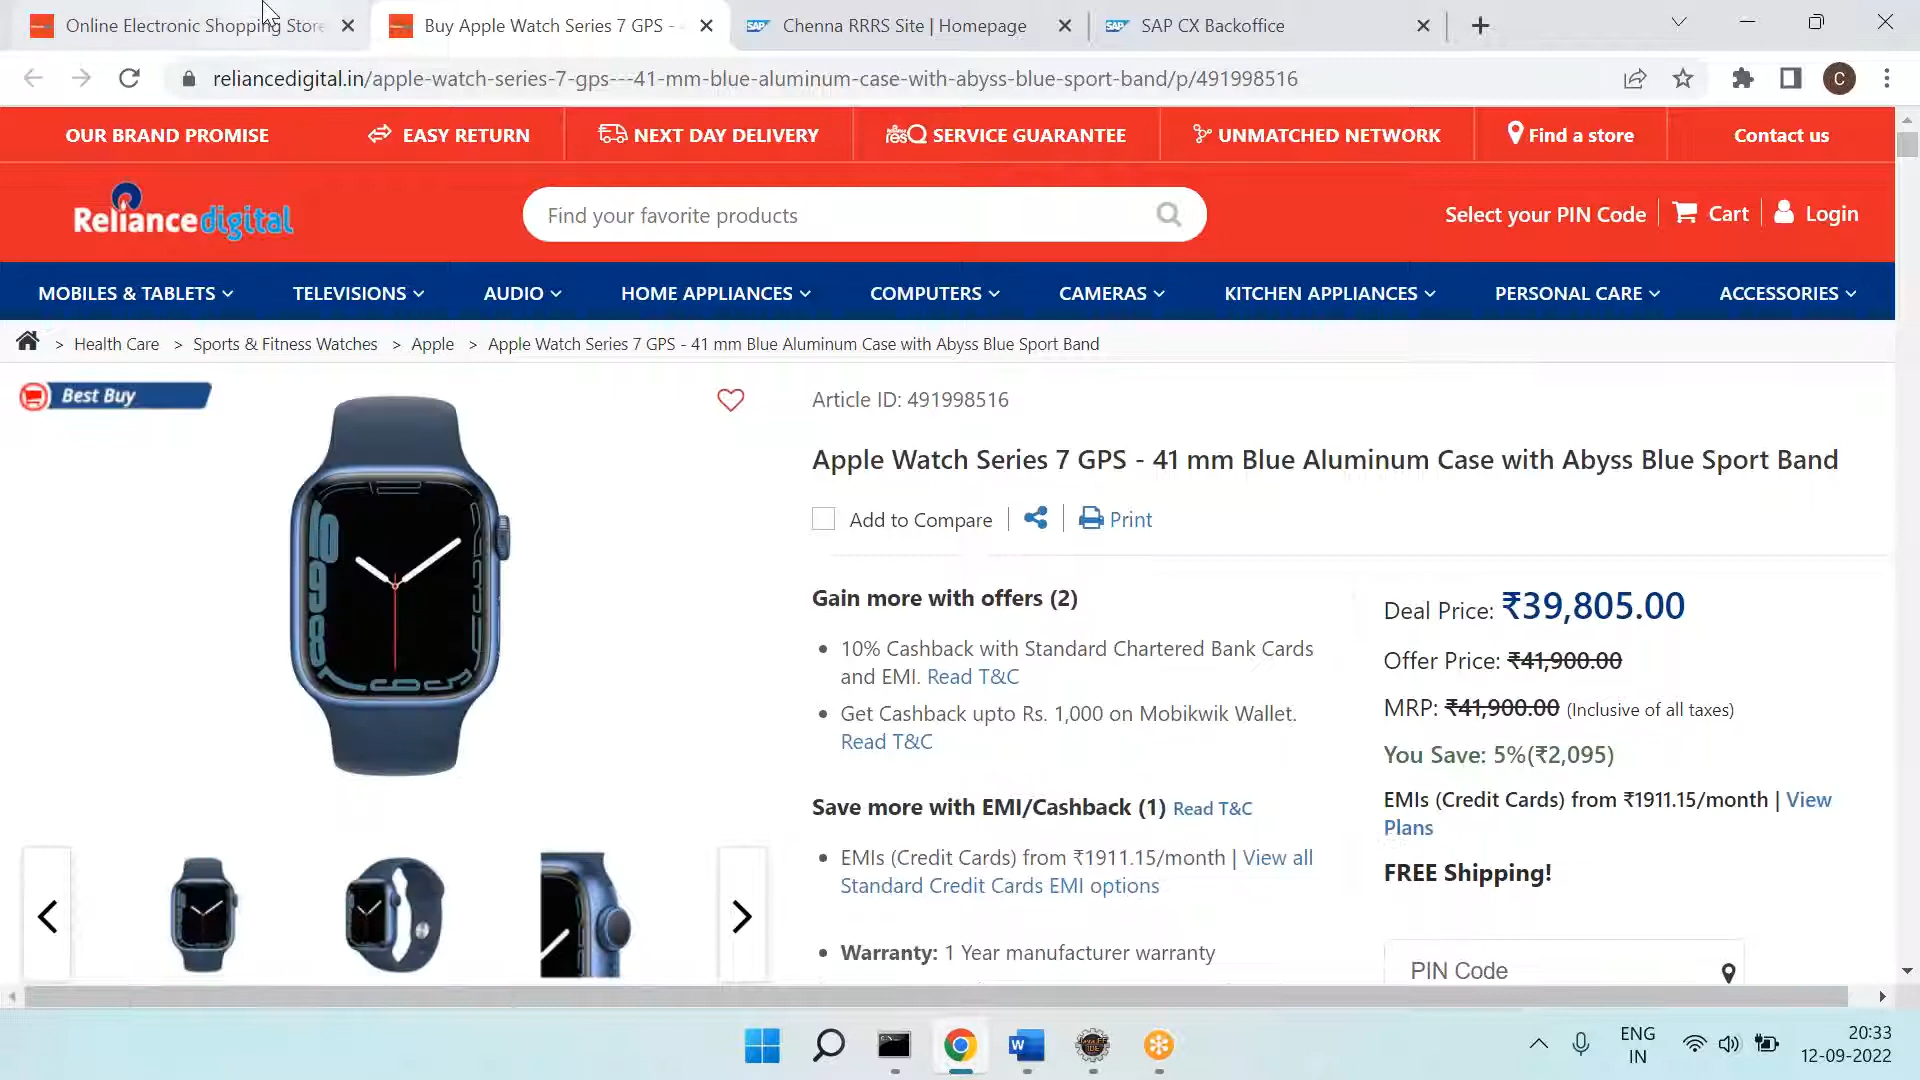 Online Electronic Shopping Store
Buy Apple Watch Series 7 GPS -
SAP Chenna RRRS Site | Homepage
SAP SAP CX Backoffice
reliancedigital.in/apple-watch-series-7-gps---41-mm-blue-aluminum-case-with-abyss-blue-sport-band/p/491998516
C
OUR BRAND PROMISE EASY RETURN NEXT DAY DELIVERY resQ SERVICE GUARANTEE UNMATCHED NETWORK Find a store Contact us
Reliance digital
Find your favorite products
Select your PIN Code Cart Login
MOBILES & TABLETS TELEVISIONS AUDIO HOME APPLIANCES COMPUTERS CAMERAS KITCHEN APPLIANCES PERSONAL CARE ACCESSORIES
> Health Care > Sports & Fitness Watches > Apple > Apple Watch Series 7 GPS - 41 mm Blue Aluminum Case with Abyss Blue Sport Band
Best Buy
Article ID: 491998516
Apple Watch Series 7 GPS - 41 mm Blue Aluminum Case with Abyss Blue Sport Band
Add to Compare Print
Gain more with offers (2)
• 10% Cashback with Standard Chartered Bank Cards
and EMI. Read T&C
• Get Cashback upto Rs. 1,000 on Mobikwik Wallet.
Read T&C
Save more with EMI/Cashback (1) Read T&C
• EMIs (Credit Cards) from ₹1911.15/month | View all
Standard Credit Cards EMI options
• Warranty: 1 Year manufacturer warranty
Deal Price: ₹39,805.00
Offer Price: ₹41,900.00
MRP: ₹41,900.00 (Inclusive of all taxes)
You Save: 5%(₹2,095)
EMIs (Credit Cards) from ₹1911.15/month | View
Plans
FREE Shipping!
PIN Code
W
Java EE
IDE
ENG
IN
20:33
12-09-2022